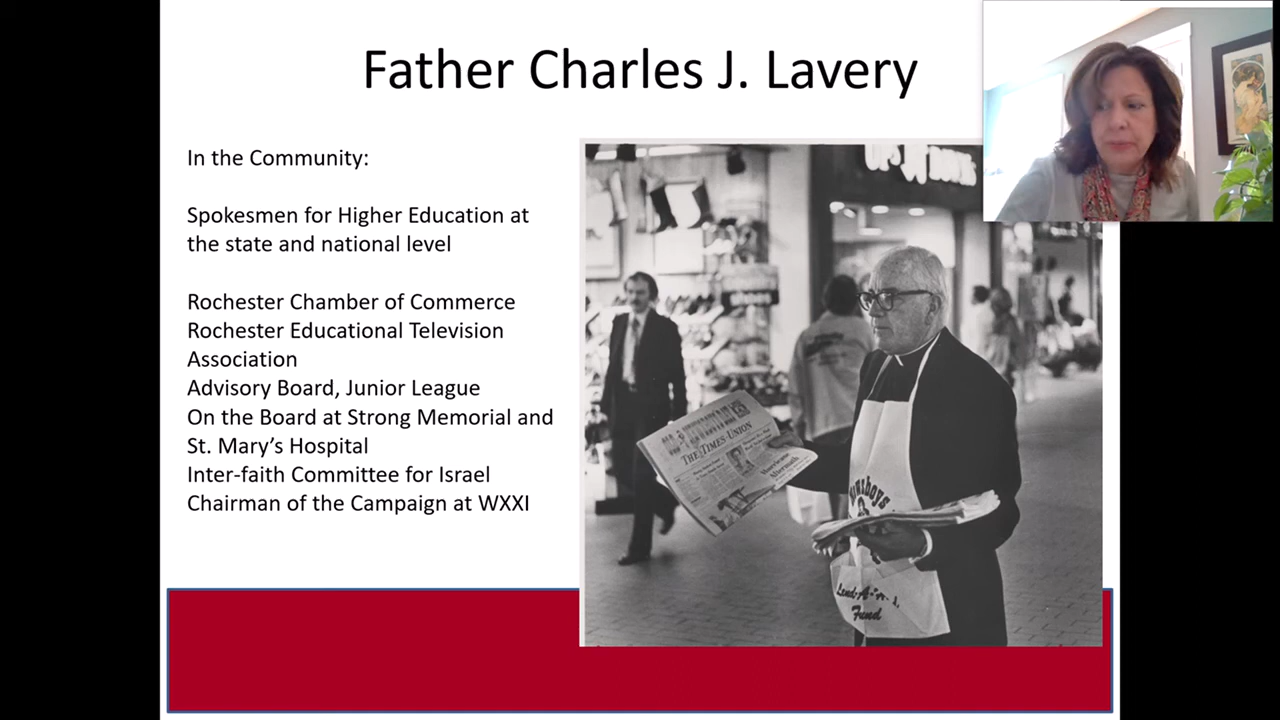 Father Charles J. Lavery
In the Community:
Spokesmen for Higher Education at
the state and national level
Rochester Chamber of Commerce
Rochester Educational Television
Association
Advisory Board, Junior League
On the Board at Strong Memorial and
St. Mary's Hospital
Inter-faith Committee for Israel
Chairman of the Campaign at WXXI
THE TIMES-UNION
Fund